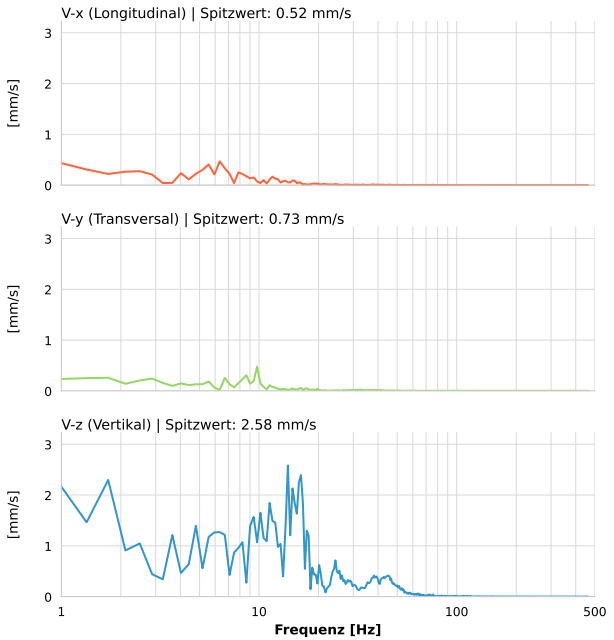 V-x (Longitudinal) | Spitzwert: 0.52 mm/s
3
2
1
0
[mm/s]
V-y (Transversal) | Spitzwert: 0.73 mm/s
3
2
1
0
[mm/s]
V-z (Vertikal) | Spitzwert: 2.58 mm/s
3
2
1
0
[mm/s]
1 10 100 500
Frequenz [Hz]